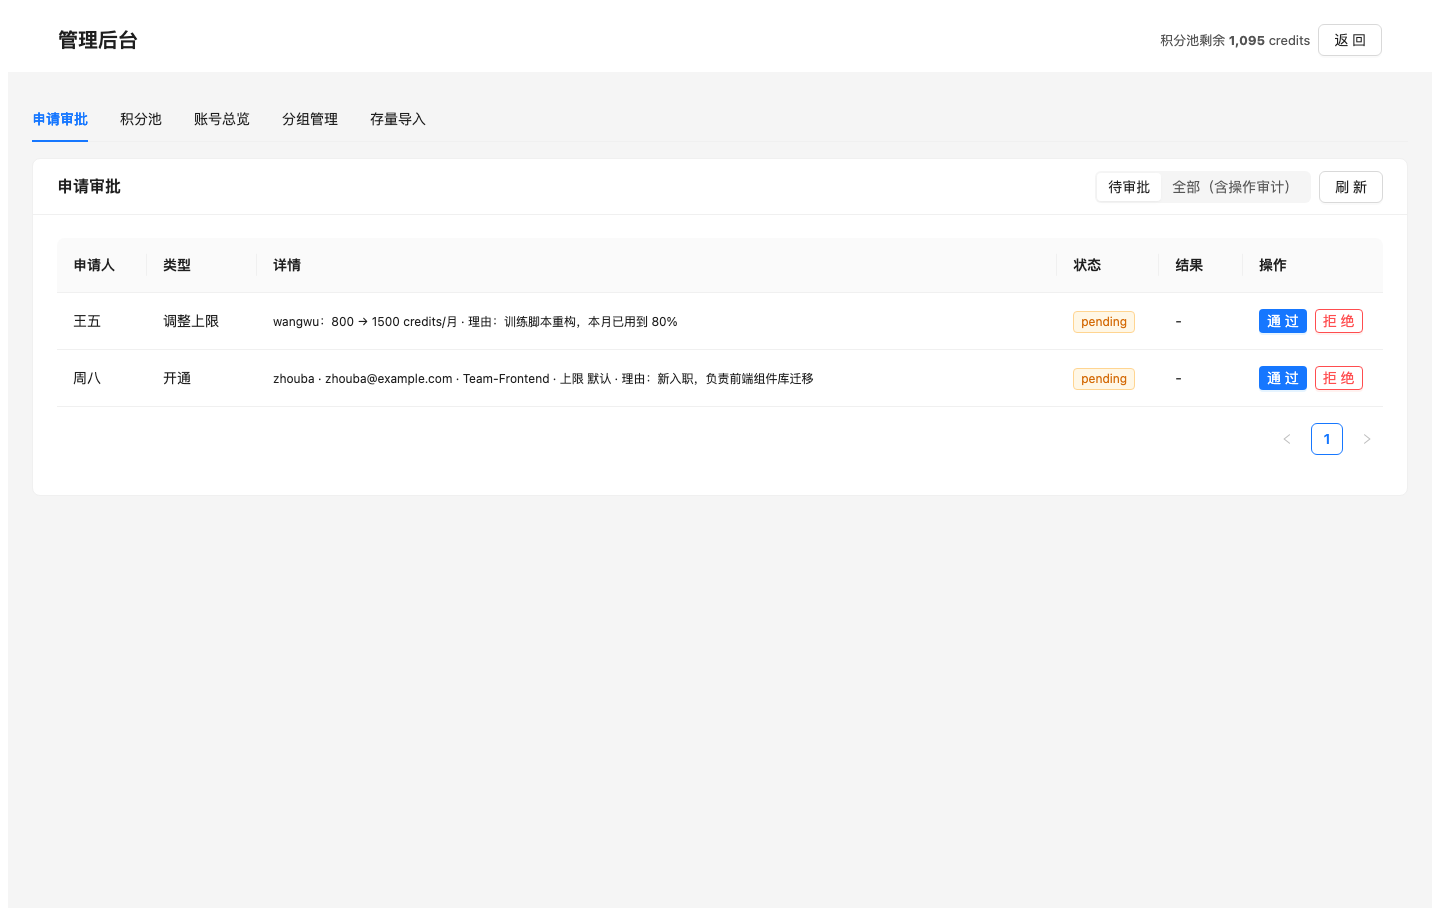 管理后台
积分池剩余 1,095 credits
返 回
申请审批 积分池 账号总览 分组管理 存量导入
申请审批
待审批 全部（含操作审计） 刷 新
申请人 类型 详情 状态 结果 操作
王五 调整上限 wangwu：800 → 1500 credits/月 · 理由：训练脚本重构，本月已用到 80% pending - 通 过 拒 绝
周八 开通 zhouba · zhouba@example.com · Team-Frontend · 上限 默认 · 理由：新入职，负责前端组件库迁移 pending - 通 过 拒 绝
< 1 >